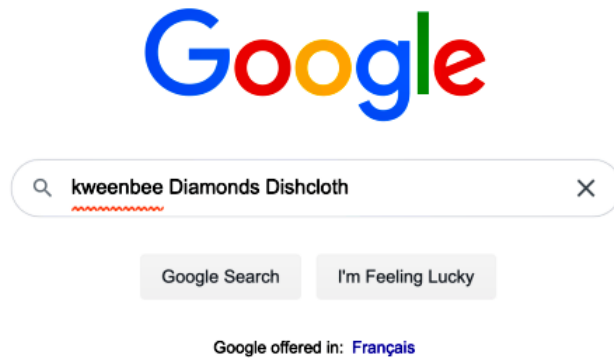 Google
kweenbee Diamonds Dishcloth
Google Search I'm Feeling Lucky
Google offered in: Français